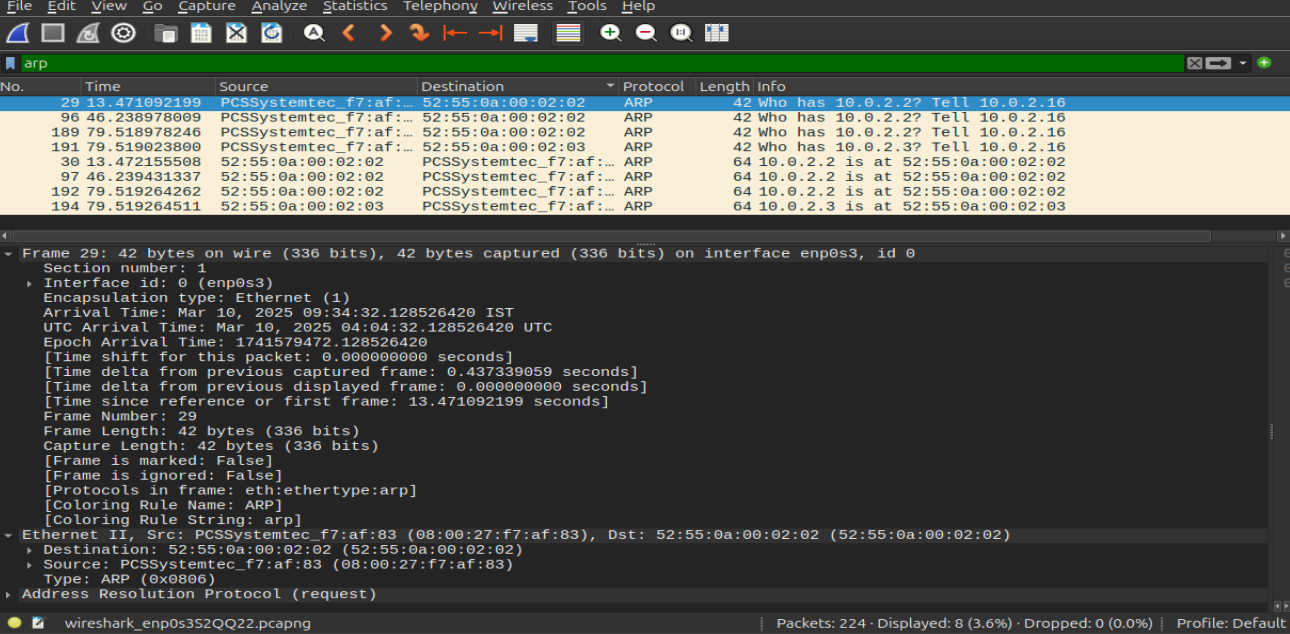 File Edit View Go Capture Analyze Statistics Telephony Wireless Tools Help
arp
No. Time Source Destination Protocol Length Info
29 13.471092199 PCSSystemtec_f7:af:… 52:55:0a:00:02:02 ARP 42 Who has 10.0.2.2? Tell 10.0.2.16
96 46.238978009 PCSSystemtec_f7:af:… 52:55:0a:00:02:02 ARP 42 Who has 10.0.2.2? Tell 10.0.2.16
189 79.518978246 PCSSystemtec_f7:af:… 52:55:0a:00:02:02 ARP 42 Who has 10.0.2.2? Tell 10.0.2.16
191 79.519023800 PCSSystemtec_f7:af:… 52:55:0a:00:02:03 ARP 42 Who has 10.0.2.3? Tell 10.0.2.16
30 13.472155508 52:55:0a:00:02:02 PCSSystemtec_f7:af:… ARP 64 10.0.2.2 is at 52:55:0a:00:02:02
97 46.239431337 52:55:0a:00:02:02 PCSSystemtec_f7:af:… ARP 64 10.0.2.2 is at 52:55:0a:00:02:02
192 79.519264262 52:55:0a:00:02:02 PCSSystemtec_f7:af:… ARP 64 10.0.2.2 is at 52:55:0a:00:02:02
194 79.519264511 52:55:0a:00:02:03 PCSSystemtec_f7:af:… ARP 64 10.0.2.3 is at 52:55:0a:00:02:03
Frame 29: 42 bytes on wire (336 bits), 42 bytes captured (336 bits) on interface enp0s3, id 0
Section number: 1
Interface id: 0 (enp0s3)
Encapsulation type: Ethernet (1)
Arrival Time: Mar 10, 2025 09:34:32.128526420 IST
UTC Arrival Time: Mar 10, 2025 04:04:32.128526420 UTC
Epoch Arrival Time: 1741579472.128526420
[Time shift for this packet: 0.000000000 seconds]
[Time delta from previous captured frame: 0.437339059 seconds]
[Time delta from previous displayed frame: 0.000000000 seconds]
[Time since reference or first frame: 13.471092199 seconds]
Frame Number: 29
Frame Length: 42 bytes (336 bits)
Capture Length: 42 bytes (336 bits)
[Frame is marked: False]
[Frame is ignored: False]
[Protocols in frame: eth:ethertype:arp]
[Coloring Rule Name: ARP]
[Coloring Rule String: arp]
Ethernet II, Src: PCSSystemtec_f7:af:83 (08:00:27:f7:af:83), Dst: 52:55:0a:00:02:02 (52:55:0a:00:02:02)
Destination: 52:55:0a:00:02:02 (52:55:0a:00:02:02)
Source: PCSSystemtec_f7:af:83 (08:00:27:f7:af:83)
Type: ARP (0x0806)
Address Resolution Protocol (request)
wireshark_enp0s3S2QQ22.pcapng Packets: 224 · Displayed: 8 (3.6%) · Dropped: 0 (0.0%) Profile: Default